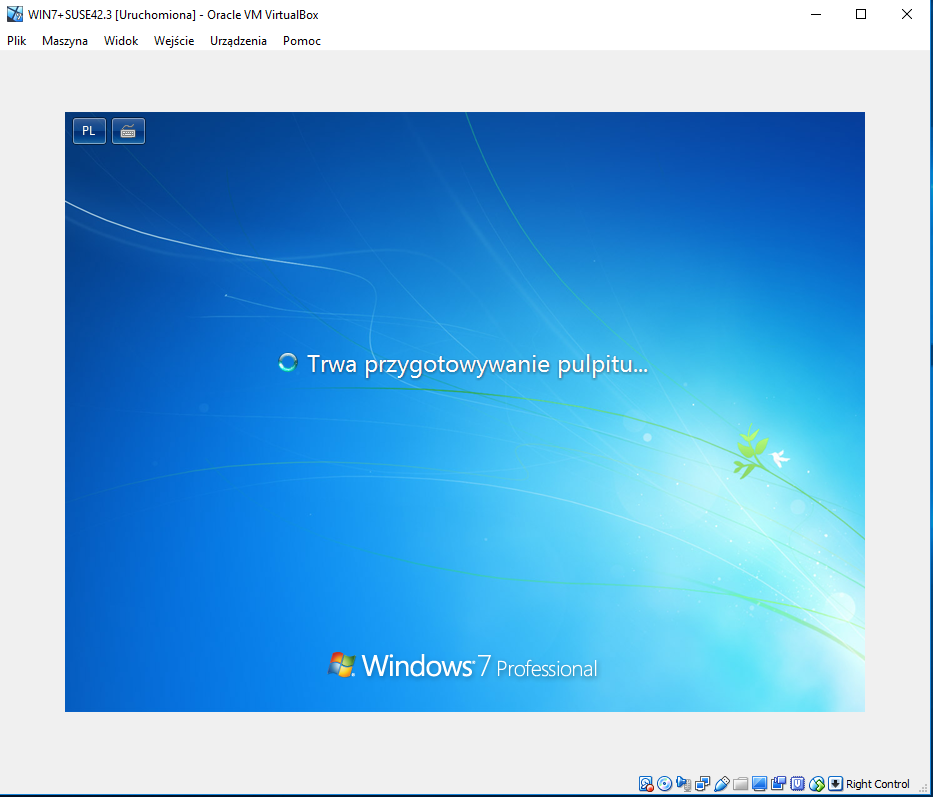 WIN7+SUSE42.3 [Uruchomiona] - Oracle VM VirtualBox
Plik Maszyna Widok Wejście Urządzenia Pomoc
PL
Trwa przygotowywanie pulpitu...
Windows 7 Professional
Right Control